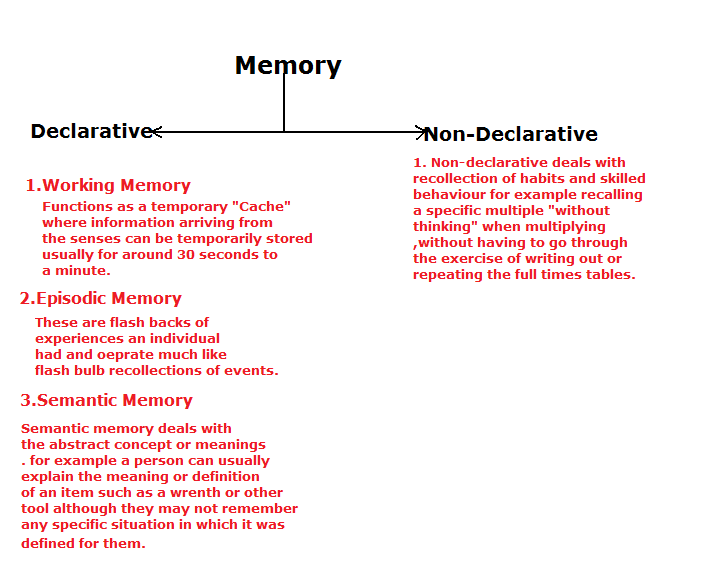 Memory
Declarative
Non-Declarative
1.Working Memory
Functions as a temporary "Cache"
where information arriving from
the senses can be temporarily stored
usually for around 30 seconds to
a minute.
2.Episodic Memory
These are flash backs of
experiences an individual
had and oeprate much like
flash bulb recollections of events.
3.Semantic Memory
Semantic memory deals with
the abstract concept or meanings
. for example a person can usually
explain the meaning or definition
of an item such as a wrenth or other
tool although they may not remember
any specific situation in which it was
defined for them.
1. Non-declarative deals with
recollection of habits and skilled
behaviour for example recalling
a specific multiple "without
thinking" when multiplying
,without having to go through
the exercise of writing out or
repeating the full times tables.